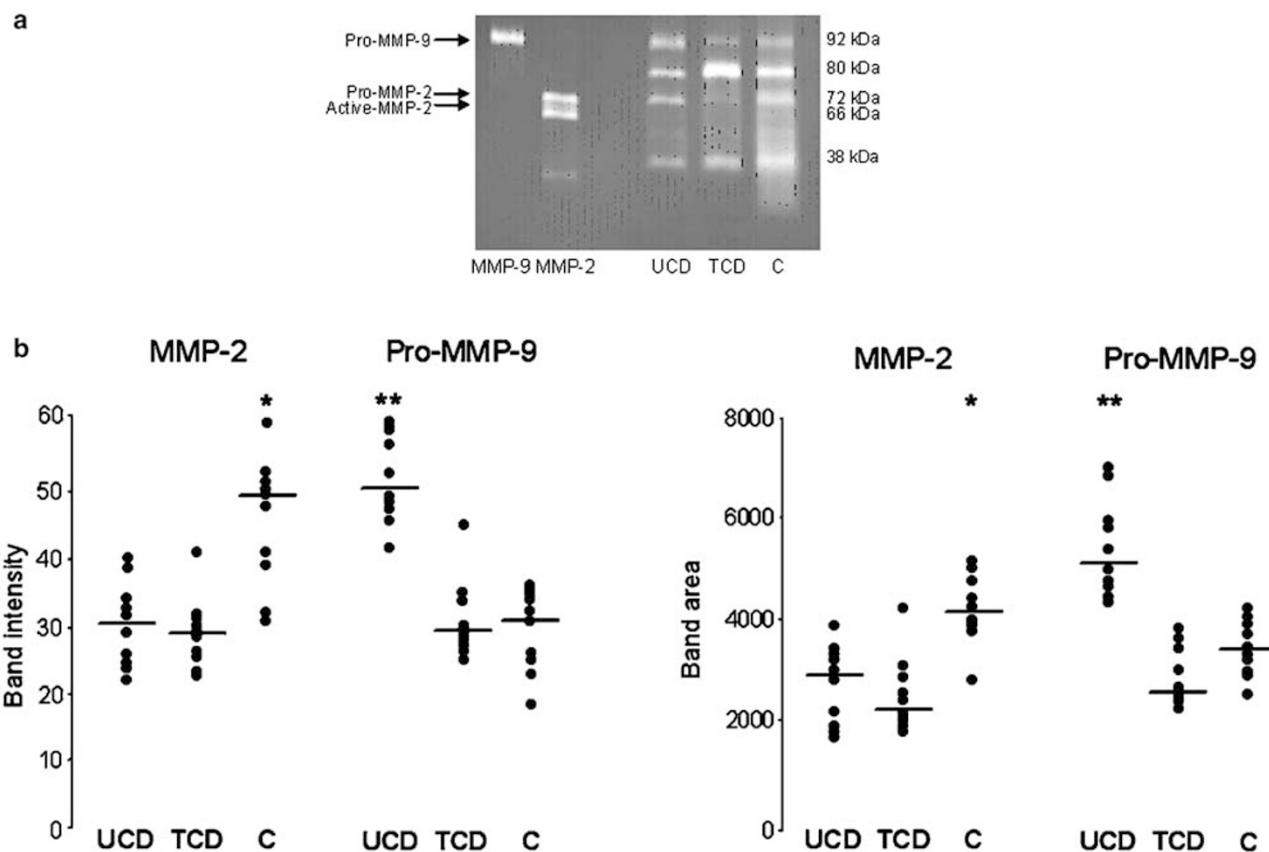 a
Pro-MMP-9
Pro-MMP-2
Active-MMP-2
92 kDa
80 kDa
72 kDa
66 kDa
38 kDa
MMP-9 MMP-2 UCD TCD C
b
MMP-2 Pro-MMP-9
* **
Band intensity
60
50
40
30
20
10
0
UCD TCD C UCD TCD C
MMP-2 Pro-MMP-9
* **
Band area
8000
6000
4000
2000
0
UCD TCD C UCD TCD C